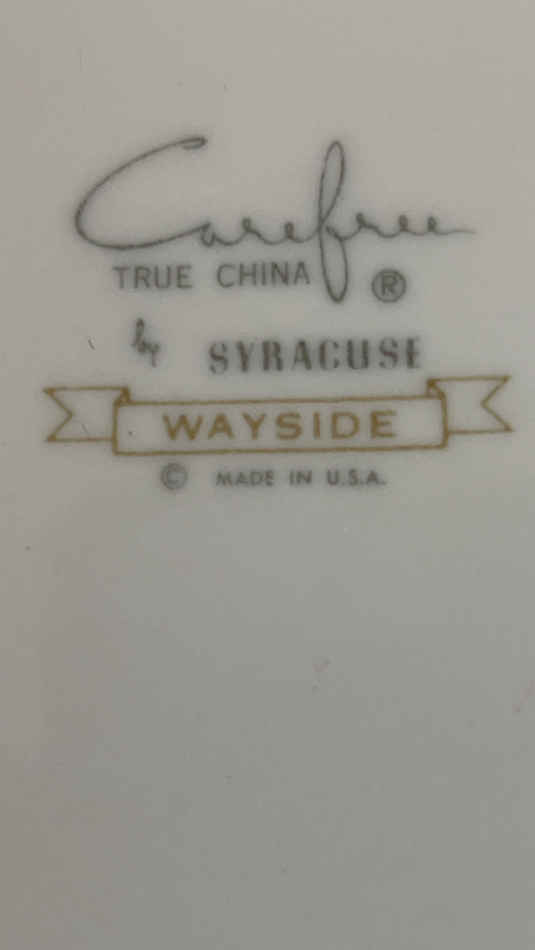 Carefree
TRUE CHINA ®
by SYRACUSE
WAYSIDE
© MADE IN U.S.A.